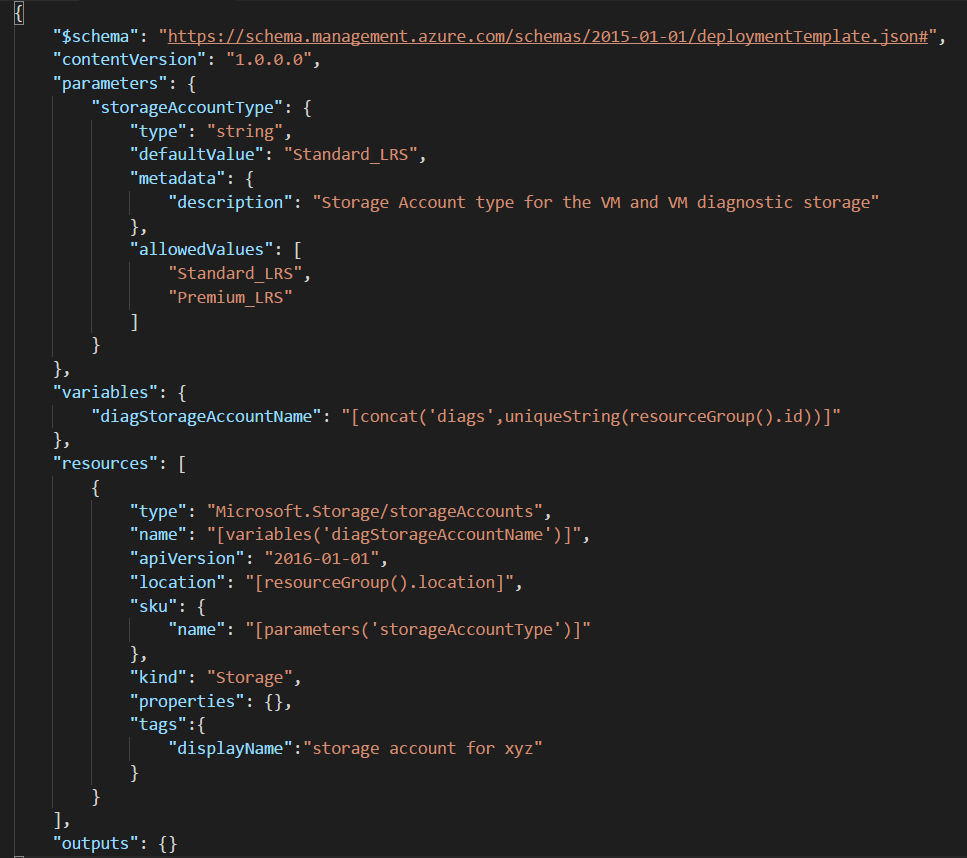 {
    "$schema": "https://schema.management.azure.com/schemas/2015-01-01/deploymentTemplate.json#",
    "contentVersion": "1.0.0.0",
    "parameters": {
        "storageAccountType": {
            "type": "string",
            "defaultValue": "Standard_LRS",
            "metadata": {
                "description": "Storage Account type for the VM and VM diagnostic storage"
            },
            "allowedValues": [
                "Standard_LRS",
                "Premium_LRS"
            ]
        }
    },
    "variables": {
        "diagStorageAccountName": "[concat('diags',uniqueString(resourceGroup().id))]"
    },
    "resources": [
        {
            "type": "Microsoft.Storage/storageAccounts",
            "name": "[variables('diagStorageAccountName')]",
            "apiVersion": "2016-01-01",
            "location": "[resourceGroup().location]",
            "sku": {
                "name": "[parameters('storageAccountType')]"
            },
            "kind": "Storage",
            "properties": {},
            "tags":{
                "displayName":"storage account for xyz"
            }
        }
    ],
    "outputs": {}